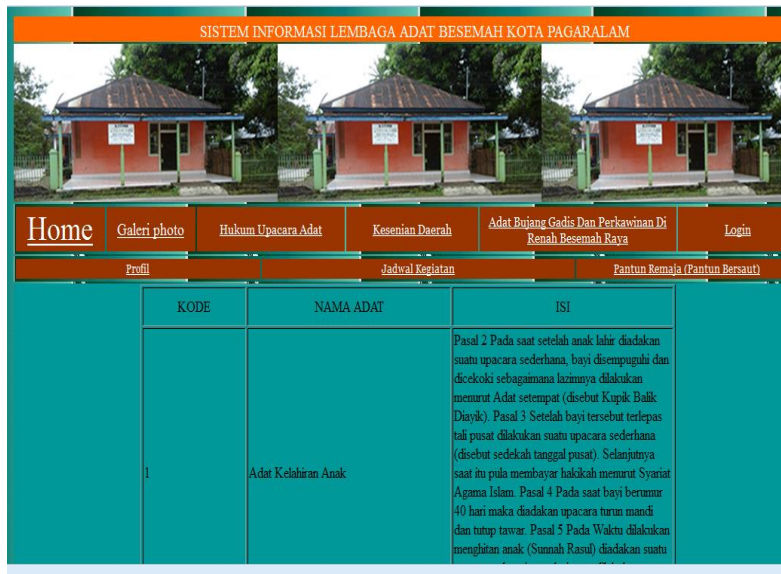 SISTEM INFORMASI LEMBAGA ADAT BESEMAH KOTA PAGARALAM
Home
Galeri photo
Hukum Upacara Adat
Kesenian Daerah
Adat Bujang Gadis Dan Perkawinan Di
Renah Besemah Raya
Login
Profil
Jadwal Kegiatan
Pantun Remaja (Pantun Bersaut)
KODE
NAMA ADAT
ISI
1
Adat Kelahiran Anak
Pasal 2 Pada saat setelah anak lahir diadakan
suatu upacara sederhana, bayi disempuguhi dan
dicekoki sebagaimana lazimnya dilakukan
menurut Adat setempat (disebut Kupik Balik
Diayik). Pasal 3 Setelah bayi tersebut terlepas
tali pusat dilakukan suatu upacara sederhana
(disebut sedekah tanggal pusat). Selanjutnya
saat itu pula membayar hakikah menurut Syariat
Agama Islam. Pasal 4 Pada saat bayi berumur
40 hari maka diadakan upacara turun mandi
dan tutup tawar. Pasal 5 Pada Waktu dilakukan
menghitan anak (Sunnah Rasul) diadakan suatu